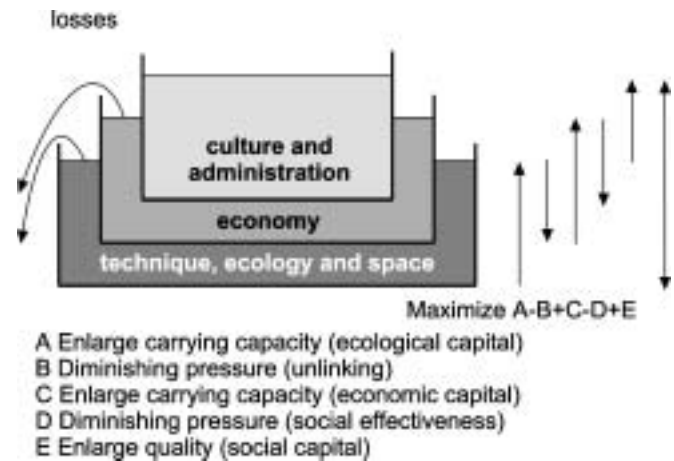 losses
culture and
administration
economy
technique, ecology and space
Maximize A-B+C-D+E
A Enlarge carrying capacity (ecological capital)
B Diminishing pressure (unlinking)
C Enlarge carrying capacity (economic capital)
D Diminishing pressure (social effectiveness)
E Enlarge quality (social capital)